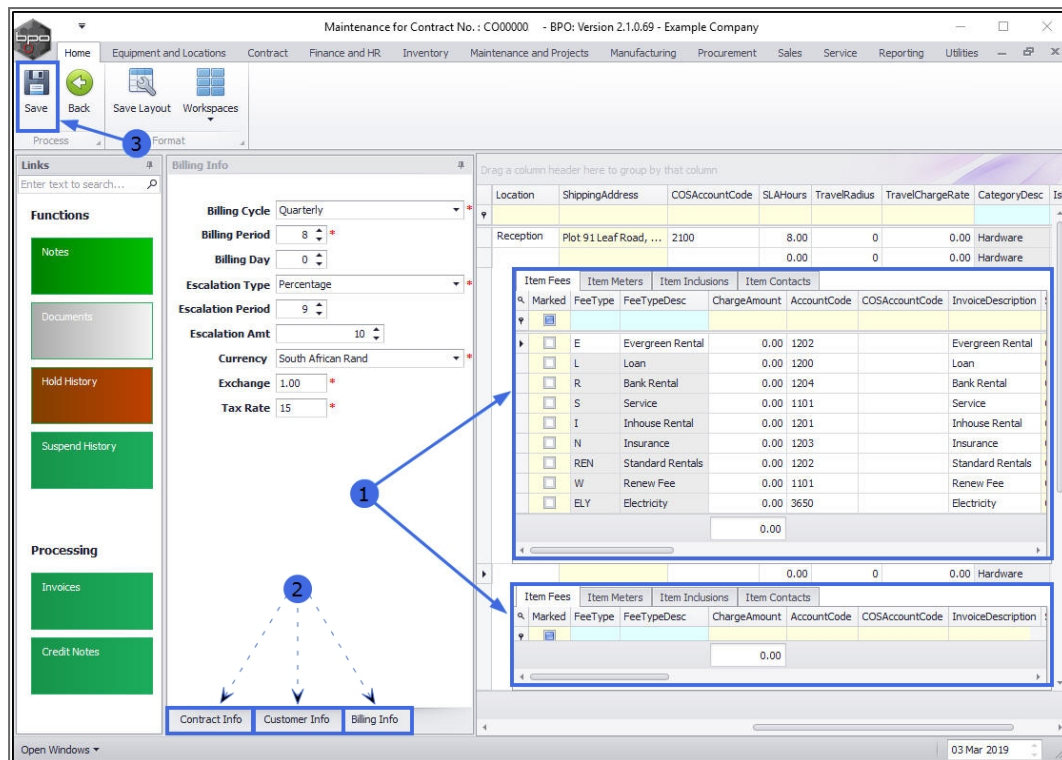 Maintenance for Contract No. : CO00000 - BPO: Version 2.1.0.69 - Example Company
bpo
Home Equipment and Locations Contract Finance and HR Inventory Maintenance and Projects Manufacturing Procurement Sales Service Reporting Utilities
Save Back Save Layout Workspaces
Process Format
3
Links
Enter text to search...
Functions
Notes
Documents
Hold History
Suspend History
Processing
Invoices
Credit Notes
Billing Info
Billing Cycle Quarterly *
Billing Period 8 *
Billing Day 0
Escalation Type Percentage *
Escalation Period 9
Escalation Amt 10
Currency South African Rand *
Exchange 1.00 *
Tax Rate 15 *
1
2
Contract Info Customer Info Billing Info
Drag a column header here to group by that column
Location ShippingAddress COSAccountCode SLAHours TravelRadius TravelChargeRate CategoryDesc Is
Reception Plot 91 Leaf Road, ... 2100 8.00 0 0.00 Hardware
0.00 0 0.00 Hardware
Item Fees Item Meters Item Inclusions Item Contacts
Marked FeeType FeeTypeDesc ChargeAmount AccountCode COSAccountCode InvoiceDescription
E Evergreen Rental 0.00 1202 Evergreen Rental
L Loan 0.00 1200 Loan
R Bank Rental 0.00 1204 Bank Rental
S Service 0.00 1101 Service
I Inhouse Rental 0.00 1201 Inhouse Rental
N Insurance 0.00 1203 Insurance
REN Standard Rentals 0.00 1202 Standard Rentals
W Renew Fee 0.00 1101 Renew Fee
ELY Electricity 0.00 3650 Electricity
0.00
0.00 0 0.00 Hardware
Item Fees Item Meters Item Inclusions Item Contacts
Marked FeeType FeeTypeDesc ChargeAmount AccountCode COSAccountCode InvoiceDescription
0.00
Open Windows 03 Mar 2019